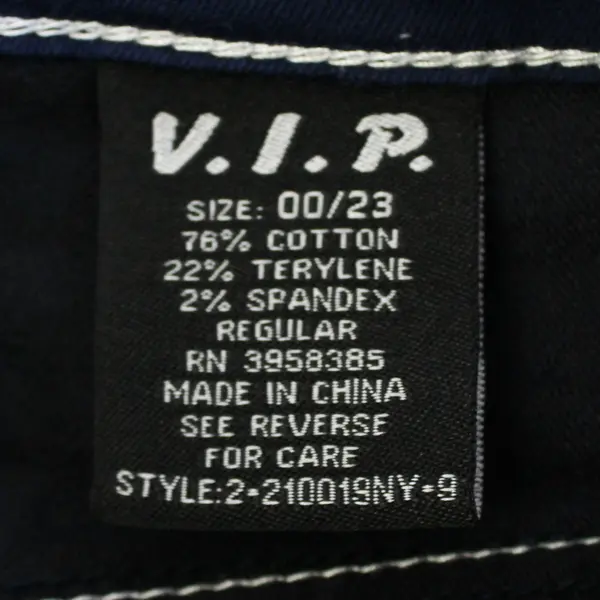 V.I.P.
SIZE: 00/23
76% COTTON
22% TERYLENE
2% SPANDEX
REGULAR
RN 3958385
MADE IN CHINA
SEE REVERSE
FOR CARE
STYLE:2-210019NY-9